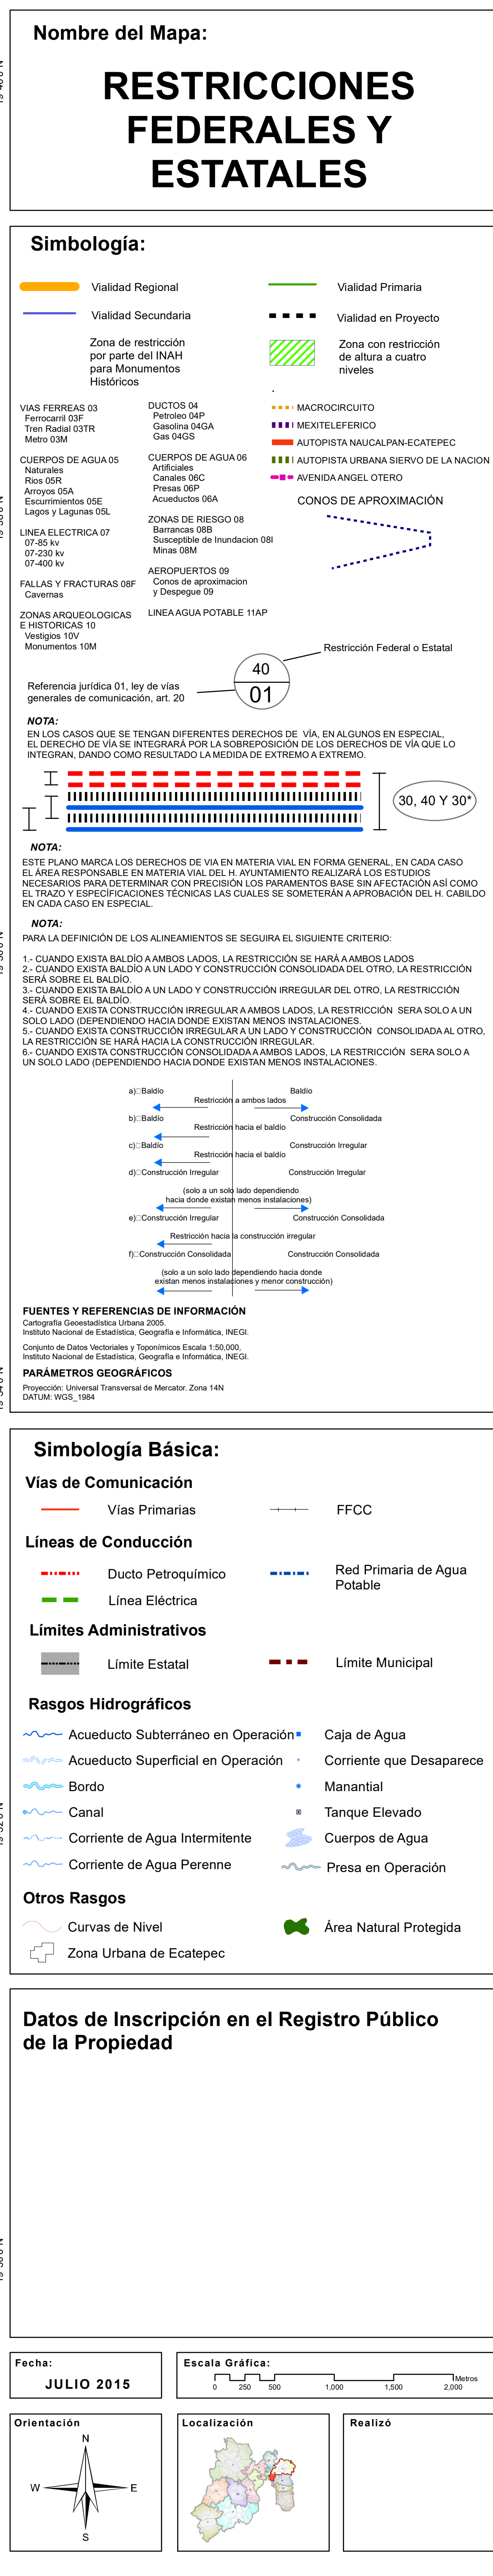 Nombre del Mapa:
RESTRICCIONES
FEDERALES Y
ESTATALES
Simbología:
Vialidad Regional
Vialidad Primaria
Vialidad Secundaria
Vialidad en Proyecto
Zona de restricción
por parte del INAH
para Monumentos
Históricos
Zona con restricción
de altura a cuatro
niveles
VIAS FERREAS 03
Ferrocarril 03F
Tren Radial 03TR
Metro 03M
CUERPOS DE AGUA 05
Naturales
Rios 05R
Arroyos 05A
Escurrimientos 05E
Lagos y Lagunas 05L
LINEA ELECTRICA 07
07-85 kv
07-230 kv
07-400 kv
FALLAS Y FRACTURAS 08F
Cavernas
ZONAS ARQUEOLOGICAS
E HISTORICAS 10
Vestigios 10V
Monumentos 10M
DUCTOS 04
Petroleo 04P
Gasolina 04GA
Gas 04GS
CUERPOS DE AGUA 06
Artificiales
Canales 06C
Presas 06P
Acueductos 06A
ZONAS DE RIESGO 08
Barrancas 08B
Susceptible de Inundacion 08I
Minas 08M
AEROPUERTOS 09
Conos de aproximacion
y Despegue 09
LINEA AGUA POTABLE 11AP
MACROCIRCUITO
MEXITELEFERICO
AUTOPISTA NAUCALPAN-ECATEPEC
AUTOPISTA URBANA SIERVO DE LA NACION
AVENIDA ANGEL OTERO
CONOS DE APROXIMACIÓN
Restricción Federal o Estatal
40
01
Referencia jurídica 01, ley de vías
generales de comunicación, art. 20
NOTA:
EN LOS CASOS QUE SE TENGAN DIFERENTES DERECHOS DE VÍA, EN ALGUNOS EN ESPECIAL,
EL DERECHO DE VÍA SE INTEGRARÁ POR LA SOBREPOSICIÓN DE LOS DERECHOS DE VÍA QUE LO
INTEGRAN, DANDO COMO RESULTADO LA MEDIDA DE EXTREMO A EXTREMO.
30, 40 Y 30*
NOTA:
ESTE PLANO MARCA LOS DERECHOS DE VIA EN MATERIA VIAL EN FORMA GENERAL, EN CADA CASO
EL ÁREA RESPONSABLE EN MATERIA VIAL DEL H. AYUNTAMIENTO REALIZARÁ LOS ESTUDIOS
NECESARIOS PARA DETERMINAR CON PRECISIÓN LOS PARAMENTOS BASE SIN AFECTACIÓN ASÍ COMO
EL TRAZO Y ESPECÍFICACIONES TÉCNICAS LAS CUALES SE SOMETERÁN A APROBACIÓN DEL H. CABILDO
EN CADA CASO EN ESPECIAL.
NOTA:
PARA LA DEFINICIÓN DE LOS ALINEAMIENTOS SE SEGUIRA EL SIGUIENTE CRITERIO:
1.- CUANDO EXISTA BALDÍO A AMBOS LADOS, LA RESTRICCIÓN SE HARÁ A AMBOS LADOS
2.- CUANDO EXISTA BALDÍO A UN LADO Y CONSTRUCCIÓN CONSOLIDADA DEL OTRO, LA RESTRICCIÓN
SERÁ SOBRE EL BALDÍO.
3.- CUANDO EXISTA BALDÍO A UN LADO Y CONSTRUCCIÓN IRREGULAR DEL OTRO, LA RESTRICCIÓN
SERÁ SOBRE EL BALDÍO.
4.- CUANDO EXISTA CONSTRUCCIÓN IRREGULAR A AMBOS LADOS, LA RESTRICCIÓN SERA SOLO A UN
SOLO LADO (DEPENDIENDO HACIA DONDE EXISTAN MENOS INSTALACIONES.
5.- CUANDO EXISTA CONSTRUCCIÓN IRREGULAR A UN LADO Y CONSTRUCCIÓN CONSOLIDADA AL OTRO,
LA RESTRICCIÓN SE HARÁ HACIA LA CONSTRUCCIÓN IRREGULAR.
6.- CUANDO EXISTA CONSTRUCCIÓN CONSOLIDADA A AMBOS LADOS, LA RESTRICCIÓN SERA SOLO A
UN SOLO LADO (DEPENDIENDO HACIA DONDE EXISTAN MENOS INSTALACIONES.
a)□Baldío Baldío
Restricción a ambos lados
b)□Baldío Construcción Consolidada
Restricción hacia el baldío
c)□Baldío Construcción Irregular
Restricción hacia el baldío
d)□Construcción Irregular Construcción Irregular
(solo a un solo lado dependiendo
hacia donde existan menos instalaciones)
e)□Construcción Irregular Construcción Consolidada
Restricción hacia la construcción irregular
f)□Construcción Consolidada Construcción Consolidada
(solo a un solo lado dependiendo hacia donde
existan menos instalaciones y menor construcción)
FUENTES Y REFERENCIAS DE INFORMACIÓN
Cartografía Geoestadística Urbana 2005.
Instituto Nacional de Estadística, Geografía e Informática, INEGI.
Conjunto de Datos Vectoriales y Toponímicos Escala 1:50,000,
Instituto Nacional de Estadística, Geografía e Informática, INEGI.
PARÁMETROS GEOGRÁFICOS
Proyección: Universal Transversal de Mercator. Zona 14N
DATUM: WGS_1984
Simbología Básica:
Vías de Comunicación
Vías Primarias
FFCC
Líneas de Conducción
Ducto Petroquímico
Red Primaria de Agua
Potable
Línea Eléctrica
Límites Administrativos
Límite Estatal
Límite Municipal
Rasgos Hidrográficos
Acueducto Subterráneo en Operación
Caja de Agua
Acueducto Superficial en Operación
Corriente que Desaparece
Bordo
Manantial
Canal
Tanque Elevado
Corriente de Agua Intermitente
Cuerpos de Agua
Corriente de Agua Perenne
Presa en Operación
Otros Rasgos
Curvas de Nivel
Área Natural Protegida
Zona Urbana de Ecatepec
Datos de Inscripción en el Registro Público
de la Propiedad
Fecha:
JULIO 2015
Escala Gráfica:
Metros
0 250 500 1,000 1,500 2,000
Orientación
N
W E
S
Localización
Realizó